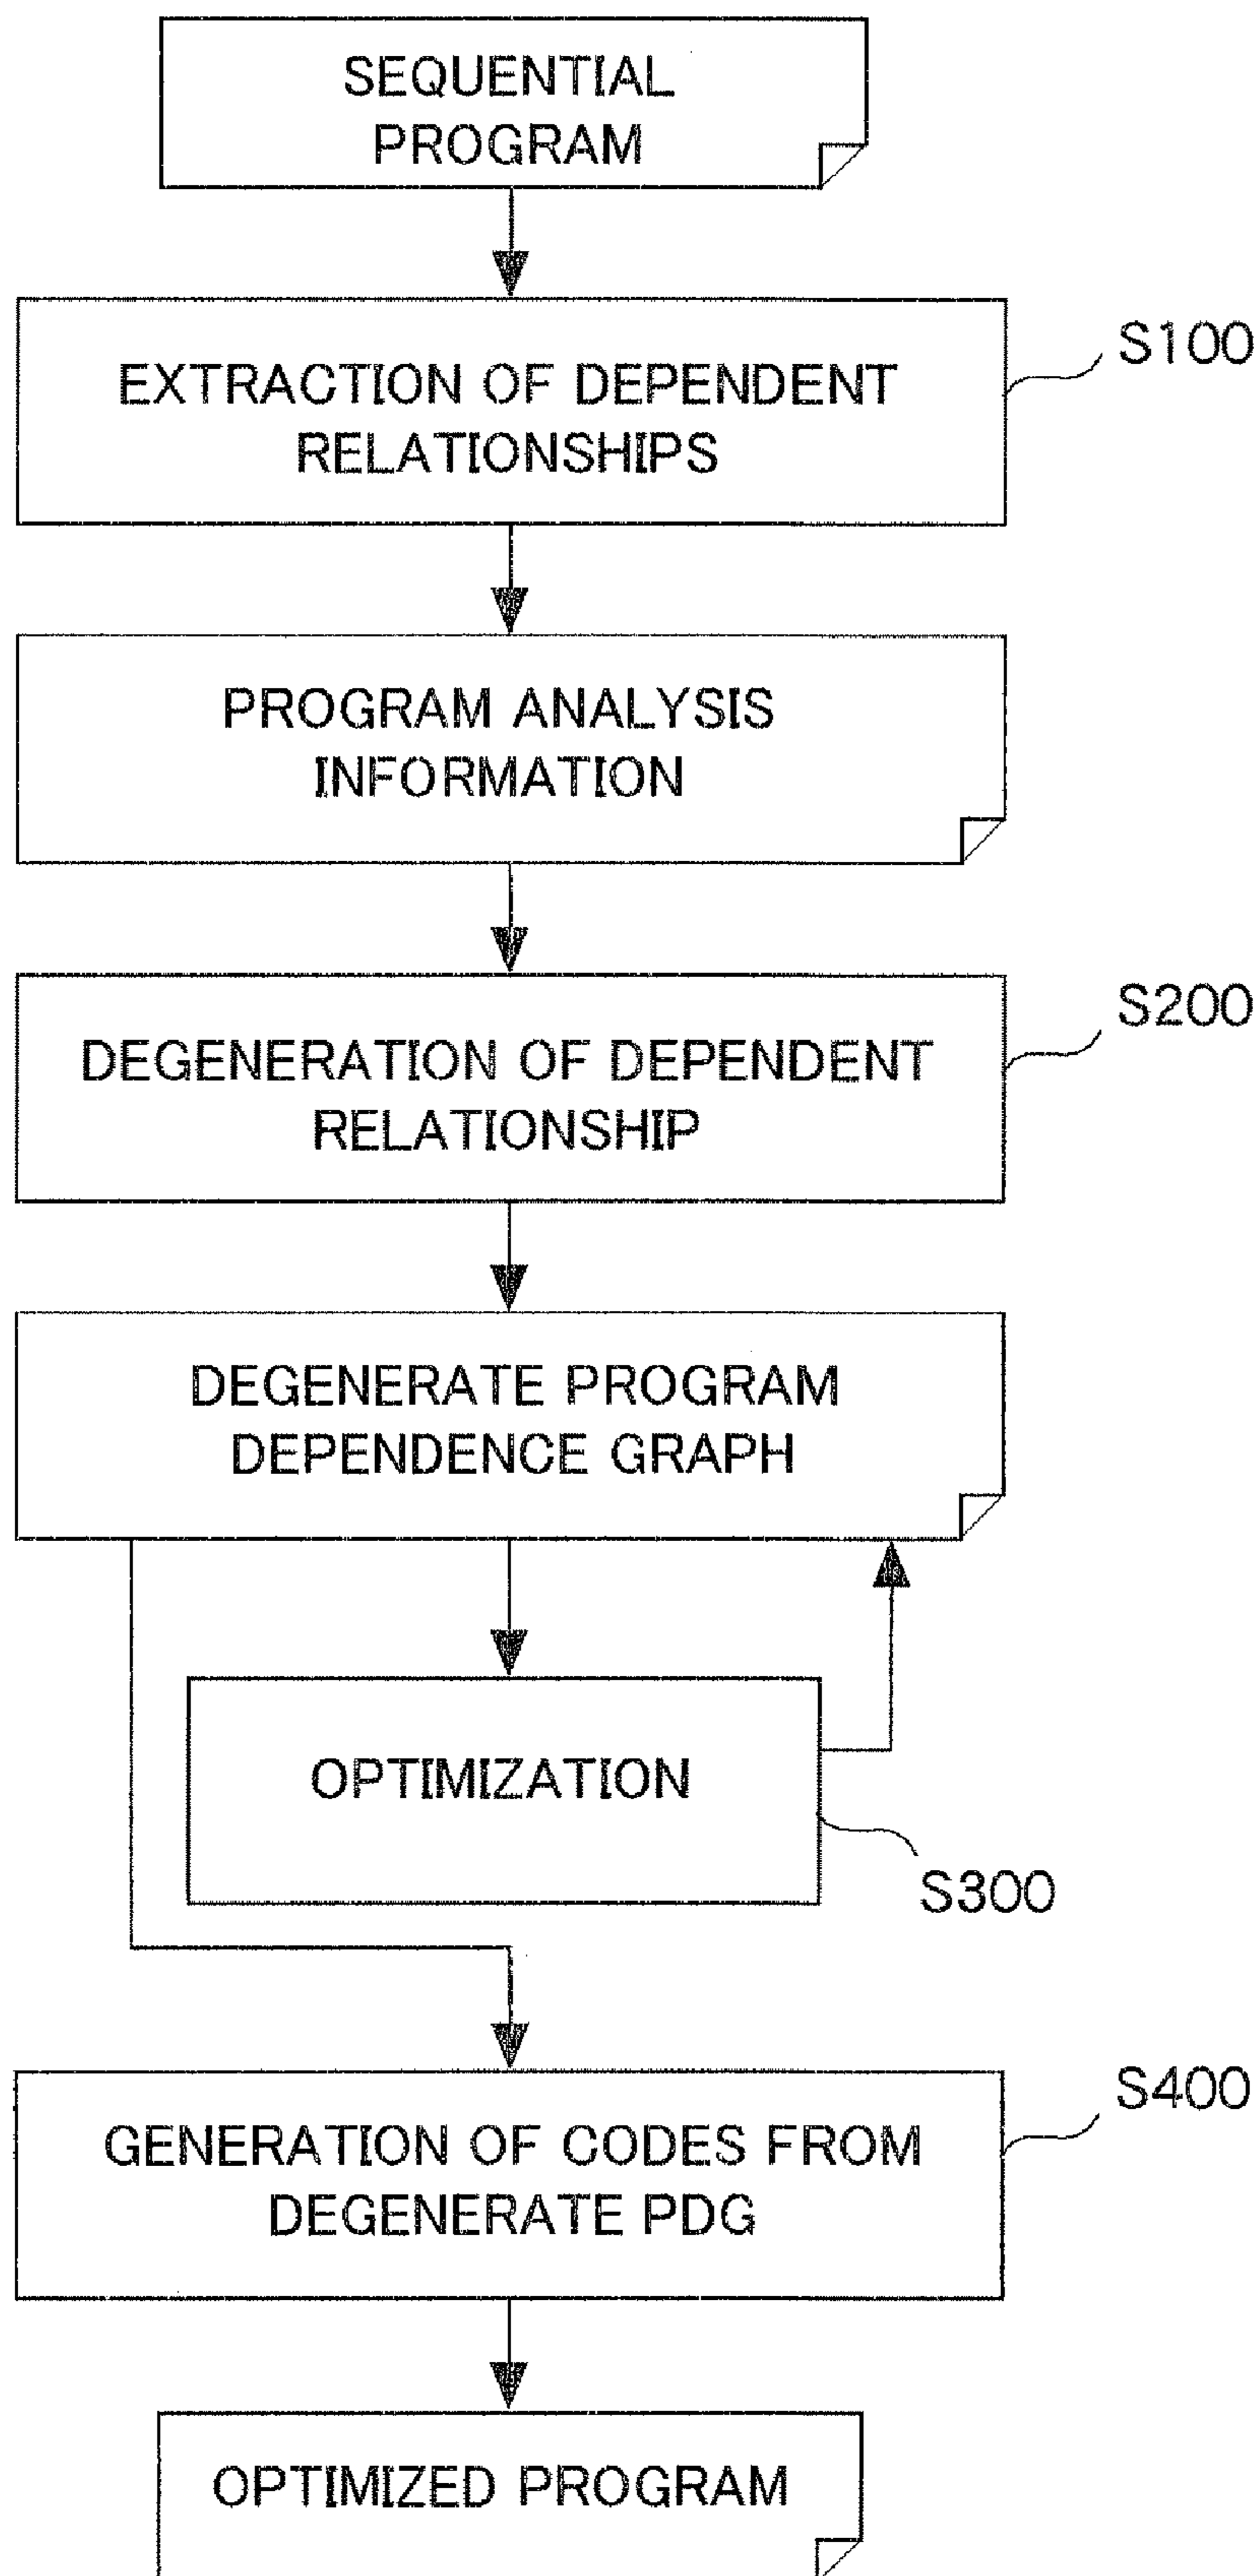 SEQUENTIAL
PROGRAM
EXTRACTION OF DEPENDENT
RELATIONSHIPS
S100
PROGRAM ANALYSIS
INFORMATION
DEGENERATION OF DEPENDENT
RELATIONSHIP
S200
DEGENERATE PROGRAM
DEPENDENCE GRAPH
OPTIMIZATION
S300
GENERATION OF CODES FROM
DEGENERATE PDG
S400
OPTIMIZED PROGRAM